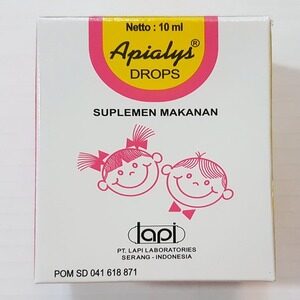 Netto : 10 ml
Apialys®
DROPS
SUPLEMEN MAKANAN
lapi
PT. LAPI LABORATORIES
SERANG - INDONESIA
POM SD 041 618 871